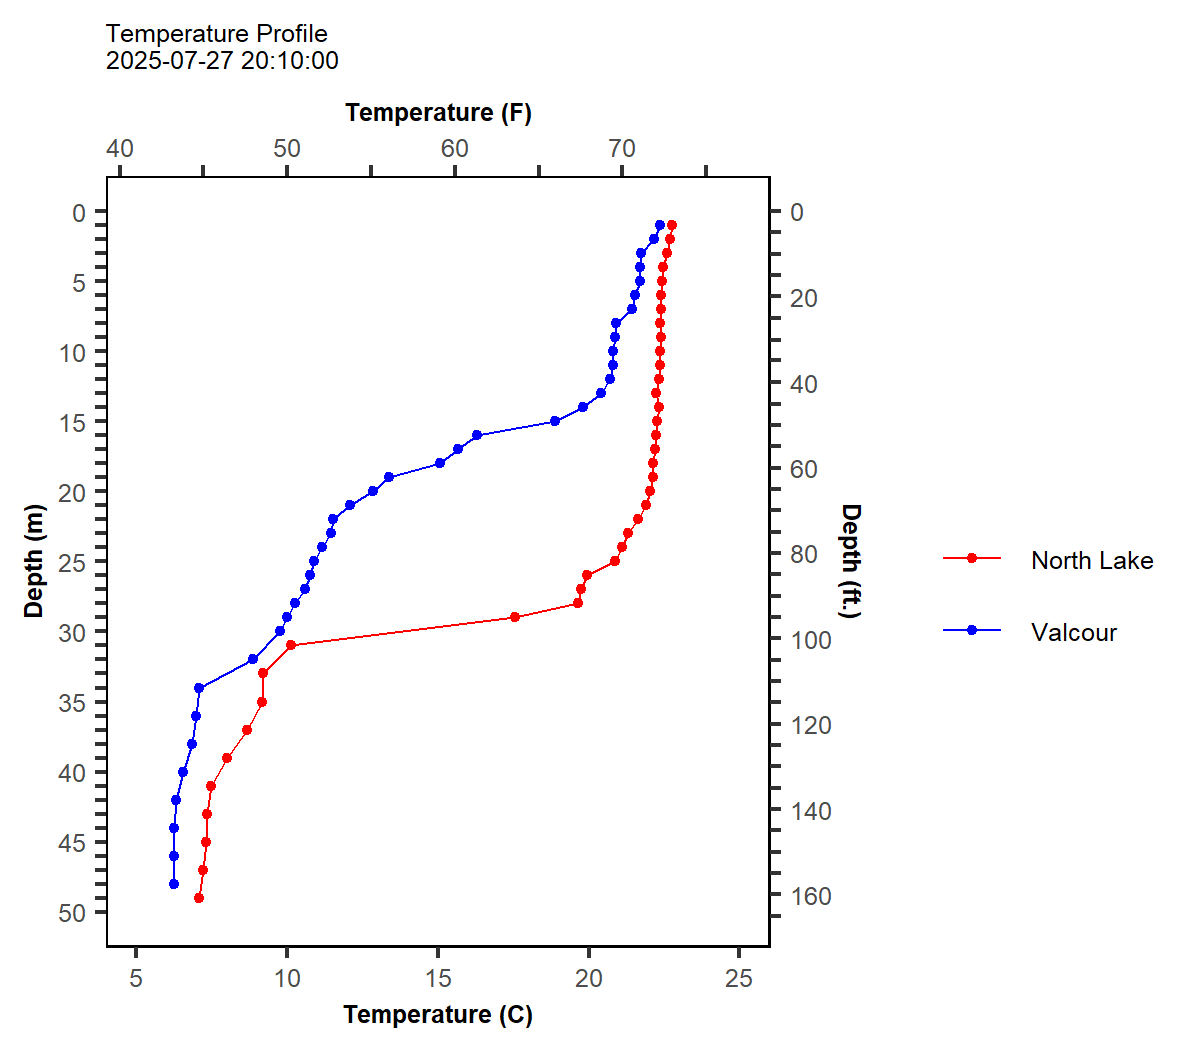 Temperature Profile
2025-07-27 20:10:00
Temperature (F)
40 50 60 70
0
5
10
15
20
25
30
35
40
45
50
Depth (m)
0
20
40
60
80
100
120
140
160
Depth (ft.)
North Lake
Valcour
5 10 15 20 25
Temperature (C)